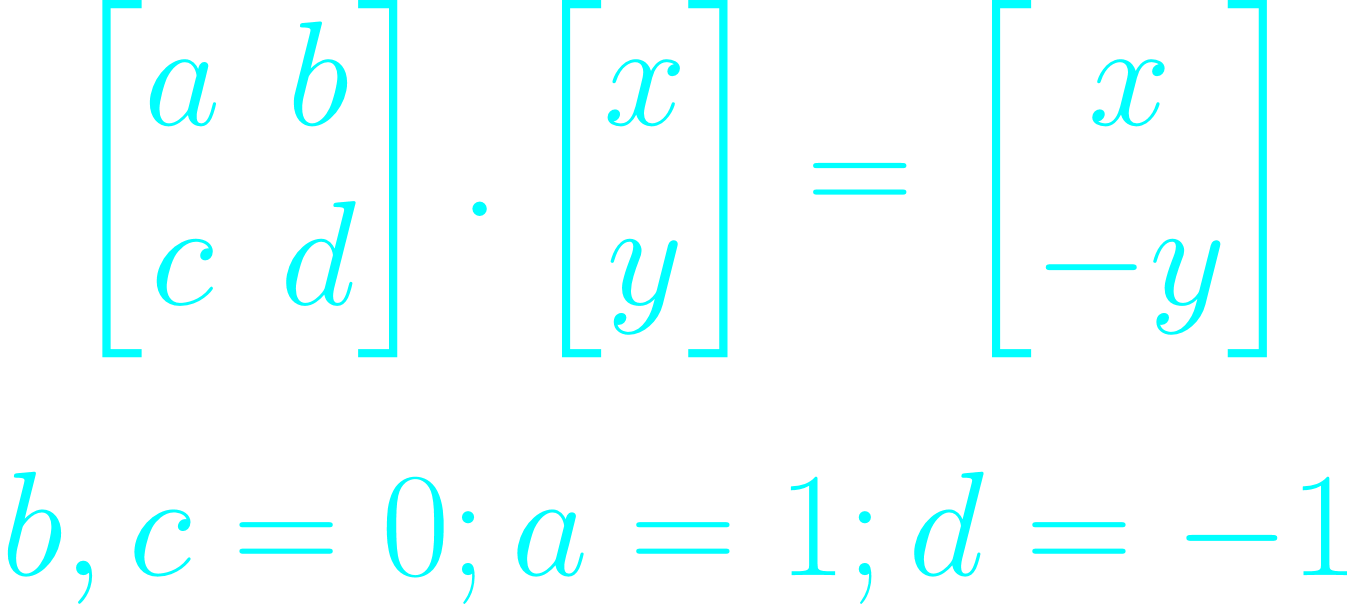 [a b; c d] . [x; y] = [x; −y]
b, c = 0; a = 1; d = −1